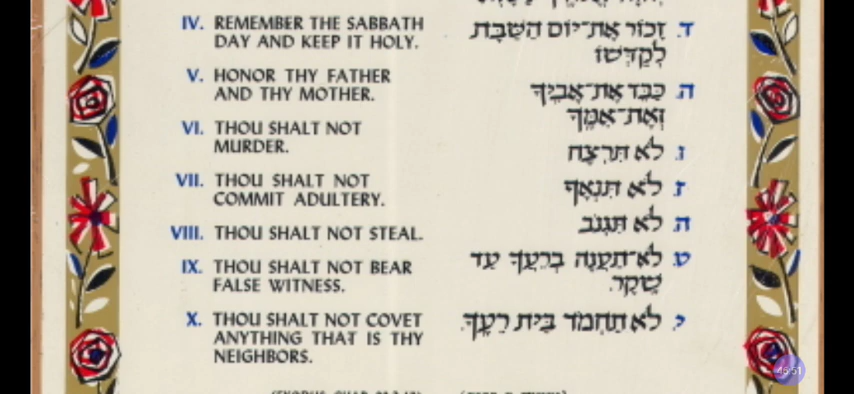 IV. REMEMBER THE SABBATH
DAY AND KEEP IT HOLY.
V. HONOR THY FATHER
AND THY MOTHER.
VI. THOU SHALT NOT
MURDER.
VII. THOU SHALT NOT
COMMIT ADULTERY.
VIII. THOU SHALT NOT STEAL.
IX. THOU SHALT NOT BEAR
FALSE WITNESS.
X. THOU SHALT NOT COVET
ANYTHING THAT IS THY
NEIGHBORS.
ד. זָכוֹר אֶת־יוֹם הַשַּׁבָּת
לְקַדְּשׁוֹ
ה. כַּבֵּד אֶת־אָבִיךָ
וְאֶת־אִמֶּךָ
ו. לֹא תִּרְצָח
ז. לֹא תִּנְאָף
ח. לֹא תִּגְנֹב
ט. לֹא־תַעֲנֶה בְרֵעֲךָ עֵד
שָׁקֶר.
י. לֹא תַחְמֹד בֵּית רֵעֶךָ.
46:51